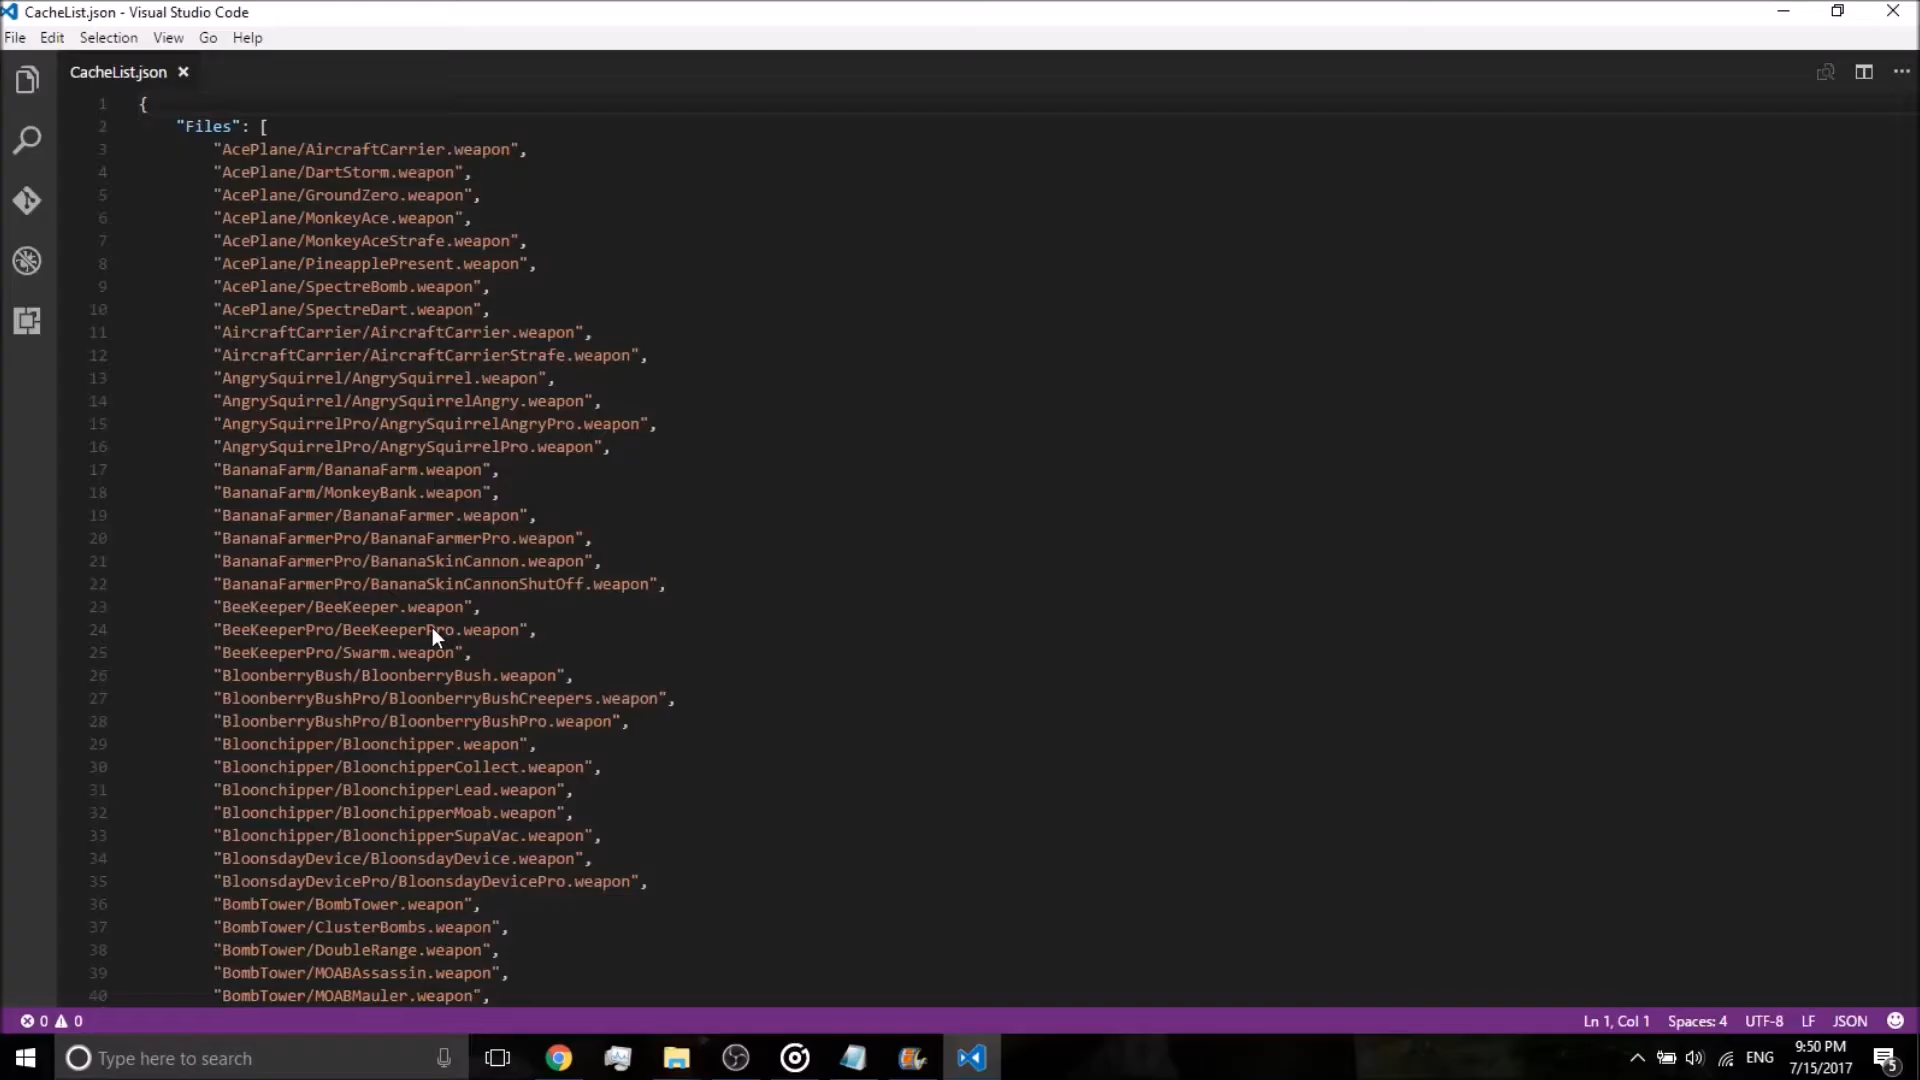 CacheList.json - Visual Studio Code
File Edit Selection View Go Help
CacheList.json
1 {
2 "Files": [
3 "AcePlane/AircraftCarrier.weapon",
4 "AcePlane/DartStorm.weapon",
5 "AcePlane/GroundZero.weapon",
6 "AcePlane/MonkeyAce.weapon",
7 "AcePlane/MonkeyAceStrafe.weapon",
8 "AcePlane/PineapplePresent.weapon",
9 "AcePlane/SpectreBomb.weapon",
10 "AcePlane/SpectreDart.weapon",
11 "AircraftCarrier/AircraftCarrier.weapon",
12 "AircraftCarrier/AircraftCarrierStrafe.weapon",
13 "AngrySquirrel/AngrySquirrel.weapon",
14 "AngrySquirrel/AngrySquirrelAngry.weapon",
15 "AngrySquirrelPro/AngrySquirrelAngryPro.weapon",
16 "AngrySquirrelPro/AngrySquirrelPro.weapon",
17 "BananaFarm/BananaFarm.weapon",
18 "BananaFarm/MonkeyBank.weapon",
19 "BananaFarmer/BananaFarmer.weapon",
20 "BananaFarmerPro/BananaFarmerPro.weapon",
21 "BananaFarmerPro/BananaSkinCannon.weapon",
22 "BananaFarmerPro/BananaSkinCannonShutOff.weapon",
23 "BeeKeeper/BeeKeeper.weapon",
24 "BeeKeeperPro/BeeKeeperPro.weapon",
25 "BeeKeeperPro/Swarm.weapon",
26 "BloonberryBush/BloonberryBush.weapon",
27 "BloonberryBushPro/BloonberryBushCreepers.weapon",
28 "BloonberryBushPro/BloonberryBushPro.weapon",
29 "Bloonchipper/Bloonchipper.weapon",
30 "Bloonchipper/BloonchipperCollect.weapon",
31 "Bloonchipper/BloonchipperLead.weapon",
32 "Bloonchipper/BloonchipperMoab.weapon",
33 "Bloonchipper/BloonchipperSupaVac.weapon",
34 "BloonsdayDevice/BloonsdayDevice.weapon",
35 "BloonsdayDevicePro/BloonsdayDevicePro.weapon",
36 "BombTower/BombTower.weapon",
37 "BombTower/ClusterBombs.weapon",
38 "BombTower/DoubleRange.weapon",
39 "BombTower/MOABAssassin.weapon",
40 "BombTower/MOABMauler.weapon",
0 0 Ln 1, Col 1 Spaces: 4 UTF-8 LF JSON
Type here to search ENG 9:50 PM
7/15/2017 5